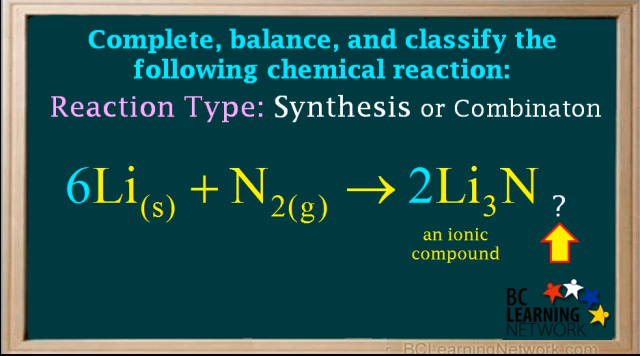 Complete, balance, and classify the
following chemical reaction:
Reaction Type: Synthesis or Combinaton
6Li(s) + N2(g) → 2Li3N ?
an ionic
compound
BC
LEARNING
NETWORK
BCLearningNetwork.com